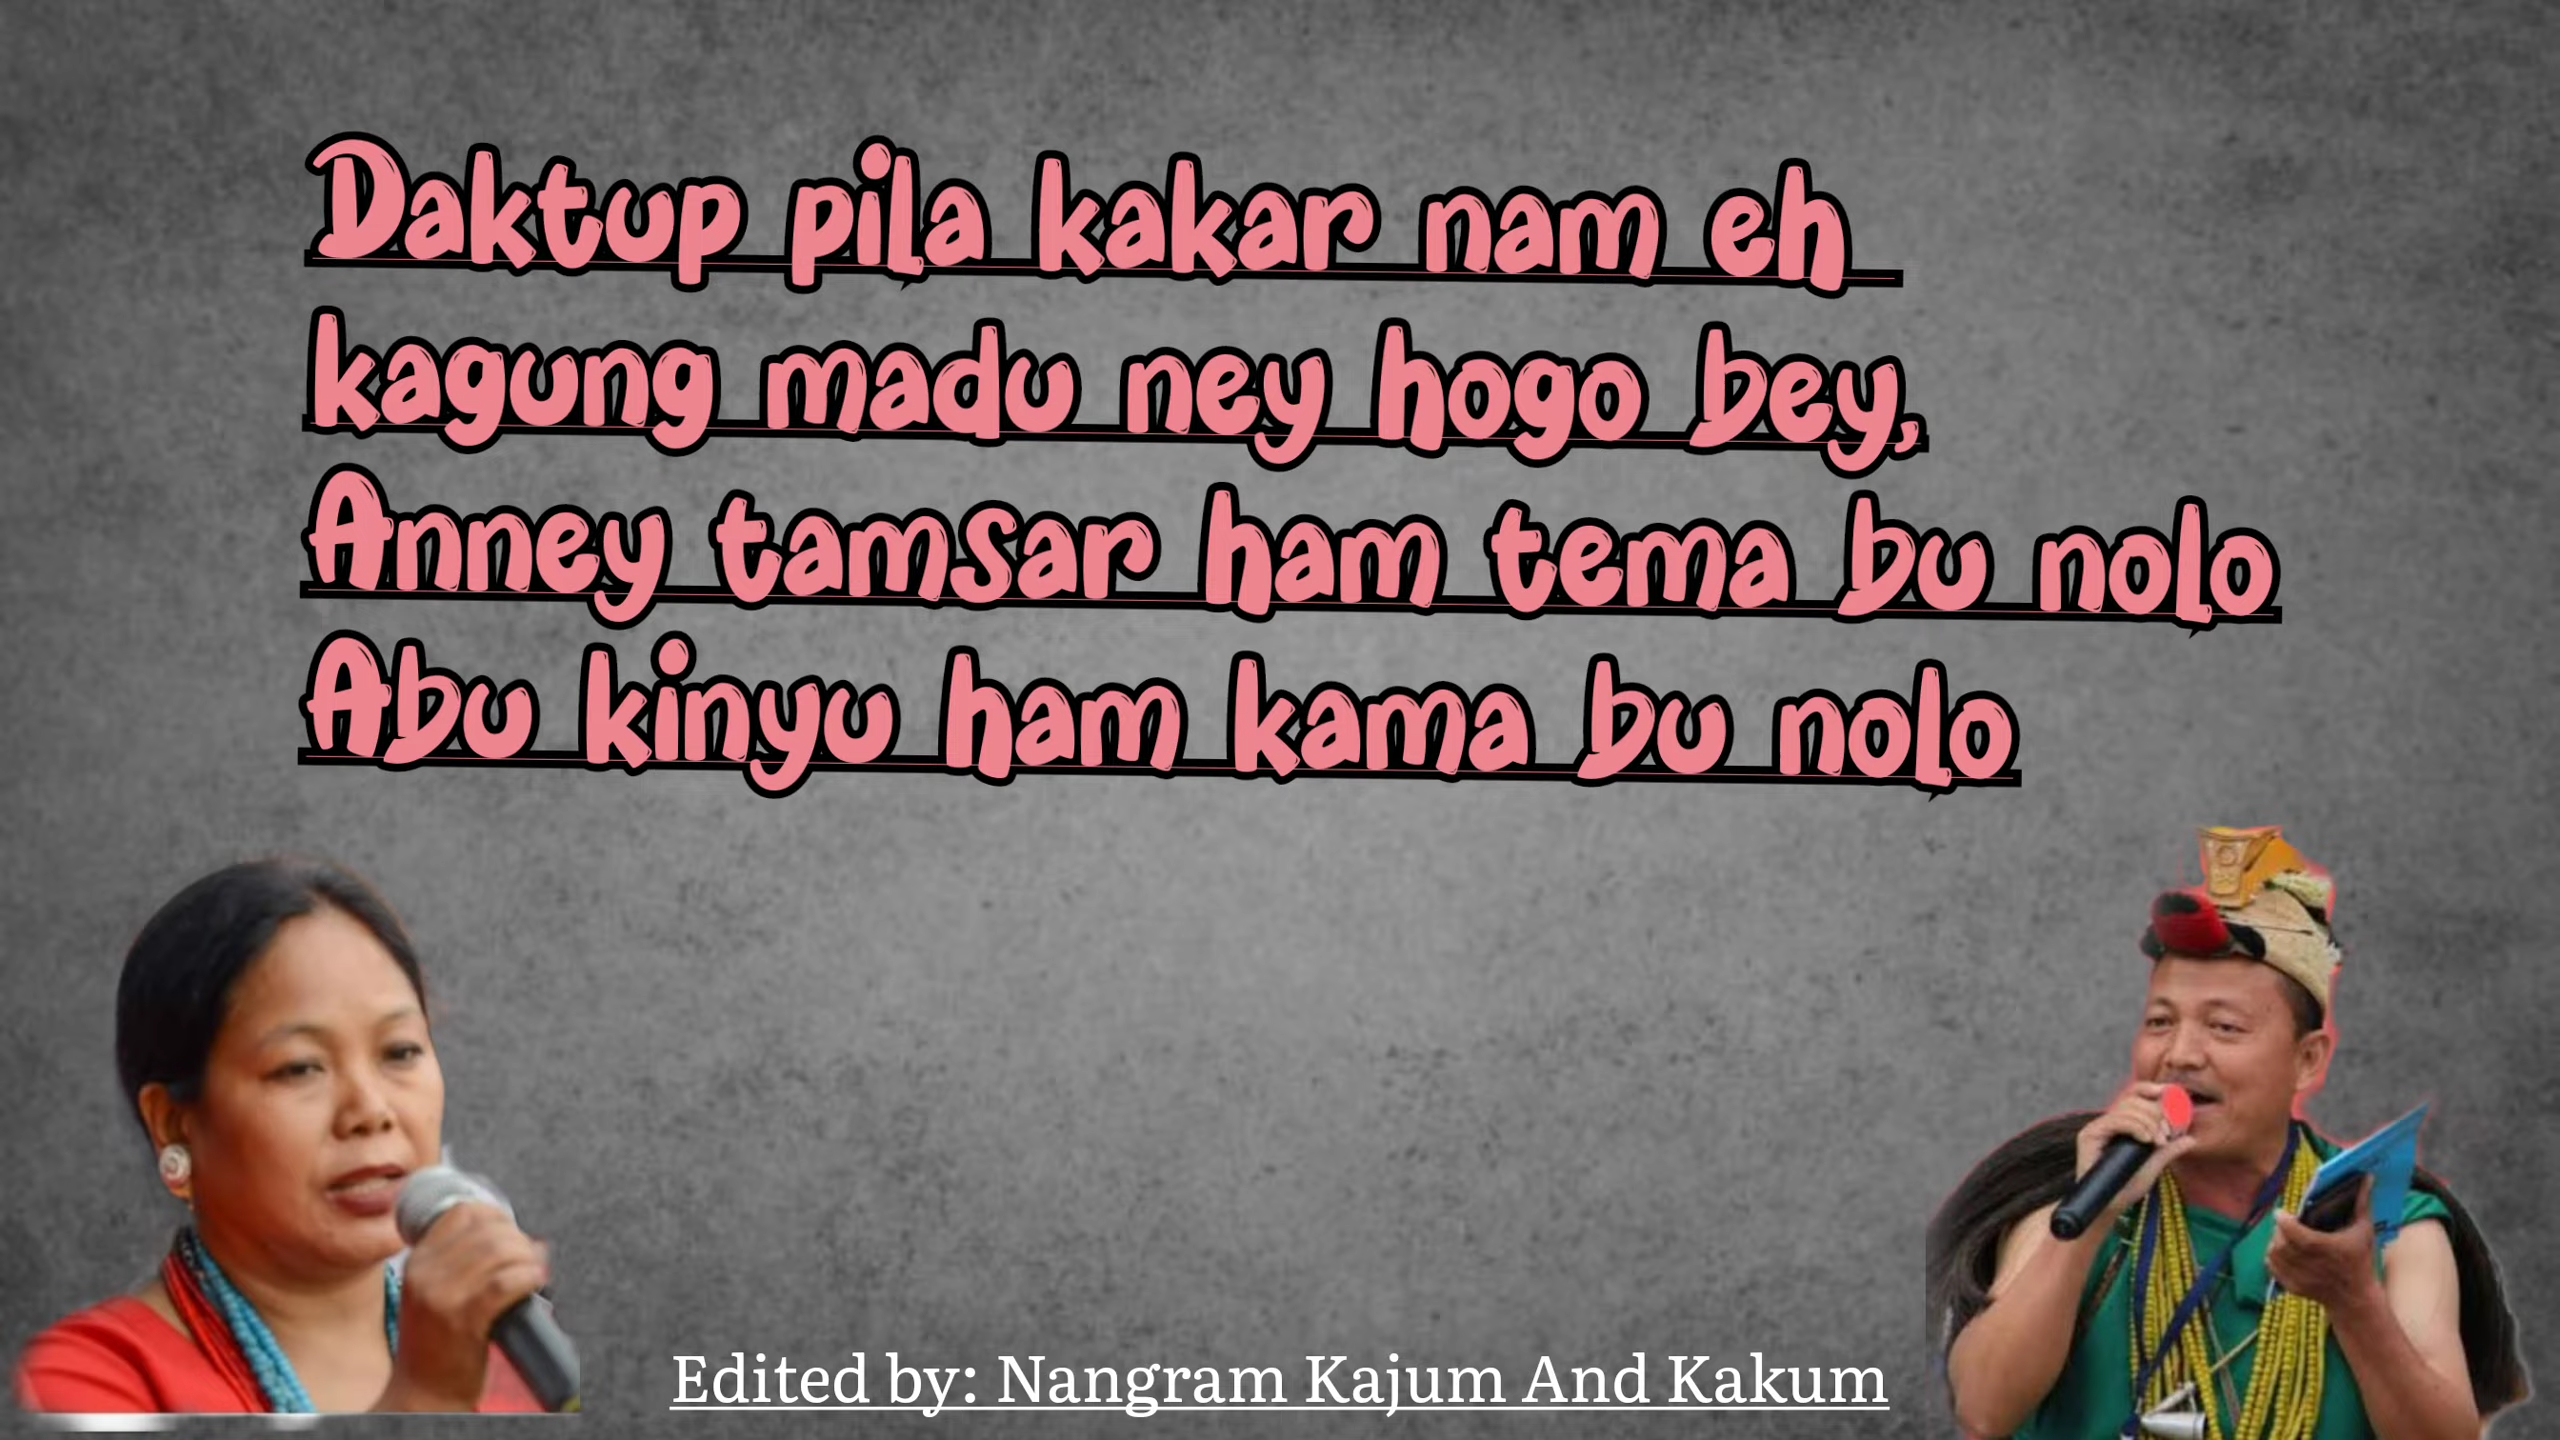 Daktup pila kakar nam eh
kagung madu ney hogo bey,
Anney tamsar ham tema bu nolo
Abu kinyu ham kama bu nolo
Edited by: Nangram Kajum And Kakum